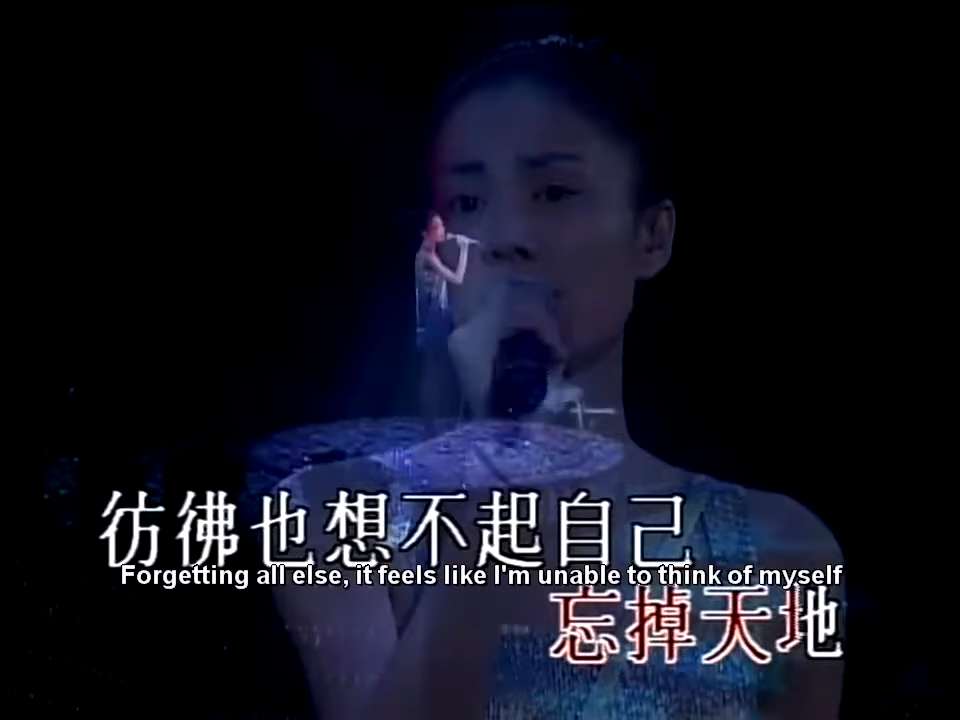 彷彿也想不起自己
Forgetting all else, it feels like I'm unable to think of myself
忘掉天地